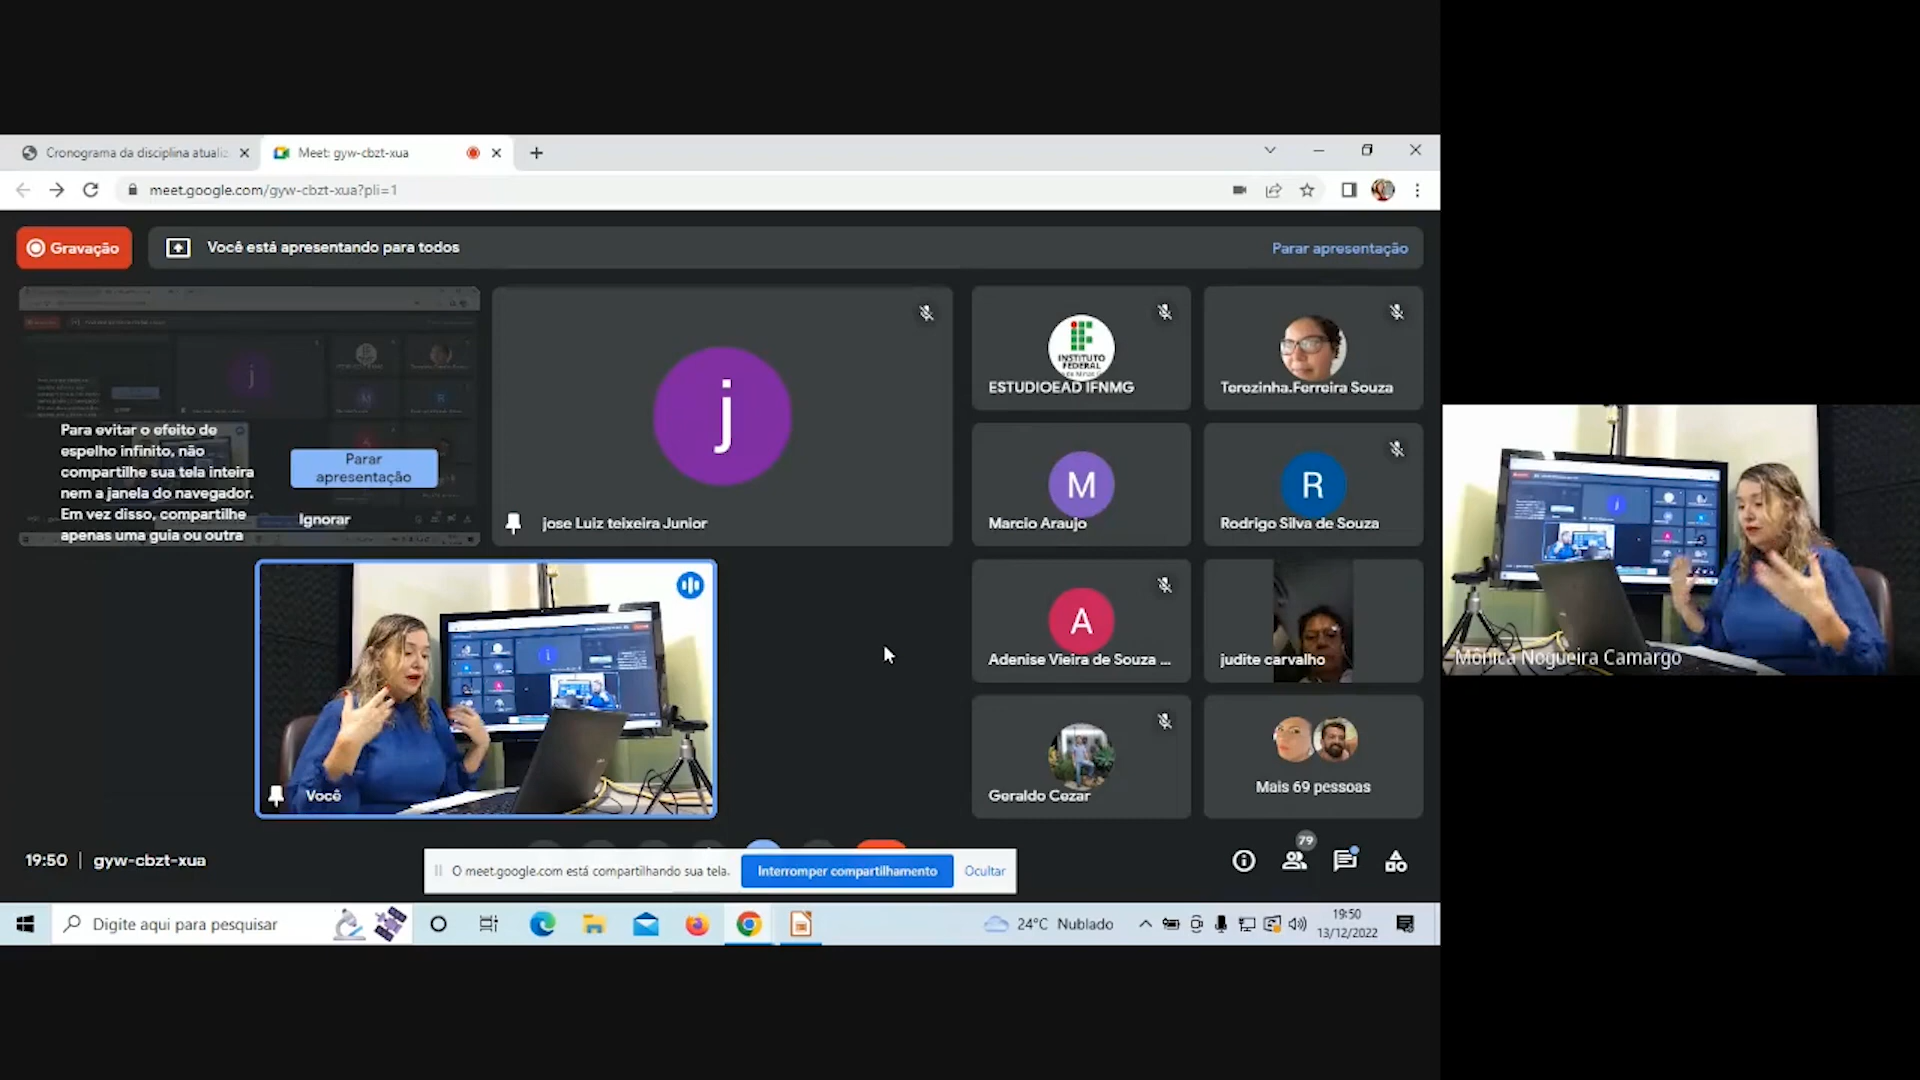 Cronograma da disciplina atuali
Meet: gyw-cbzt-xua
meet.google.com/gyw-cbzt-xua?pli=1
Gravação
Você está apresentando para todos
Parar apresentação
Para evitar o efeito de
espelho infinito, não
compartilhe sua tela inteira
nem a janela do navegador.
Em vez disso, compartilhe
apenas uma guia ou outra
Parar
apresentação
Ignorar
j
jose Luiz teixeira Junior
INSTITUTO
FEDERAL
ESTUDIOEAD IFNMG
Terezinha.Ferreira Souza
M
Marcio Araujo
R
Rodrigo Silva de Souza
A
Adenise Vieira de Souza ...
judite carvalho
Geraldo Cezar
Mais 69 pessoas
Você
Mônica Nogueira Camargo
19:50 | gyw-cbzt-xua
O meet.google.com está compartilhando sua tela.
Interromper compartilhamento
Ocultar
79
Digite aqui para pesquisar
24°C Nublado
19:50
13/12/2022